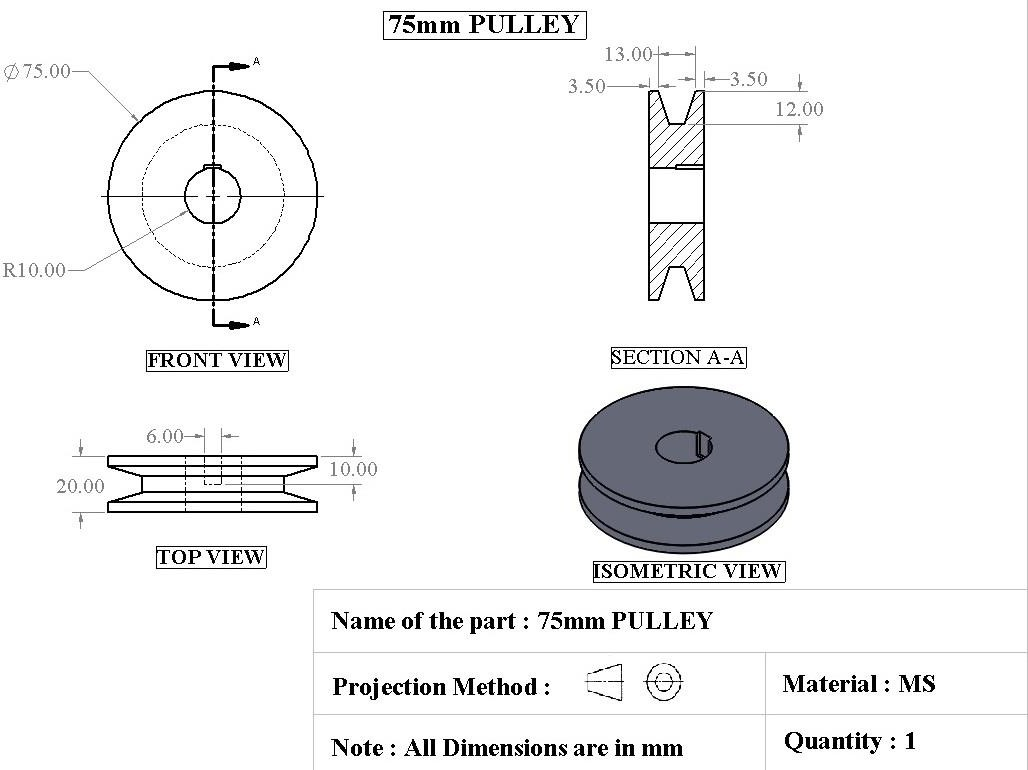 75mm PULLEY
Ø75.00
A
R10.00
A
FRONT VIEW
13.00
3.50
3.50
12.00
SECTION A-A
6.00
10.00
20.00
TOP VIEW
ISOMETRIC VIEW
Name of the part : 75mm PULLEY
Projection Method :
Material : MS
Note : All Dimensions are in mm
Quantity : 1